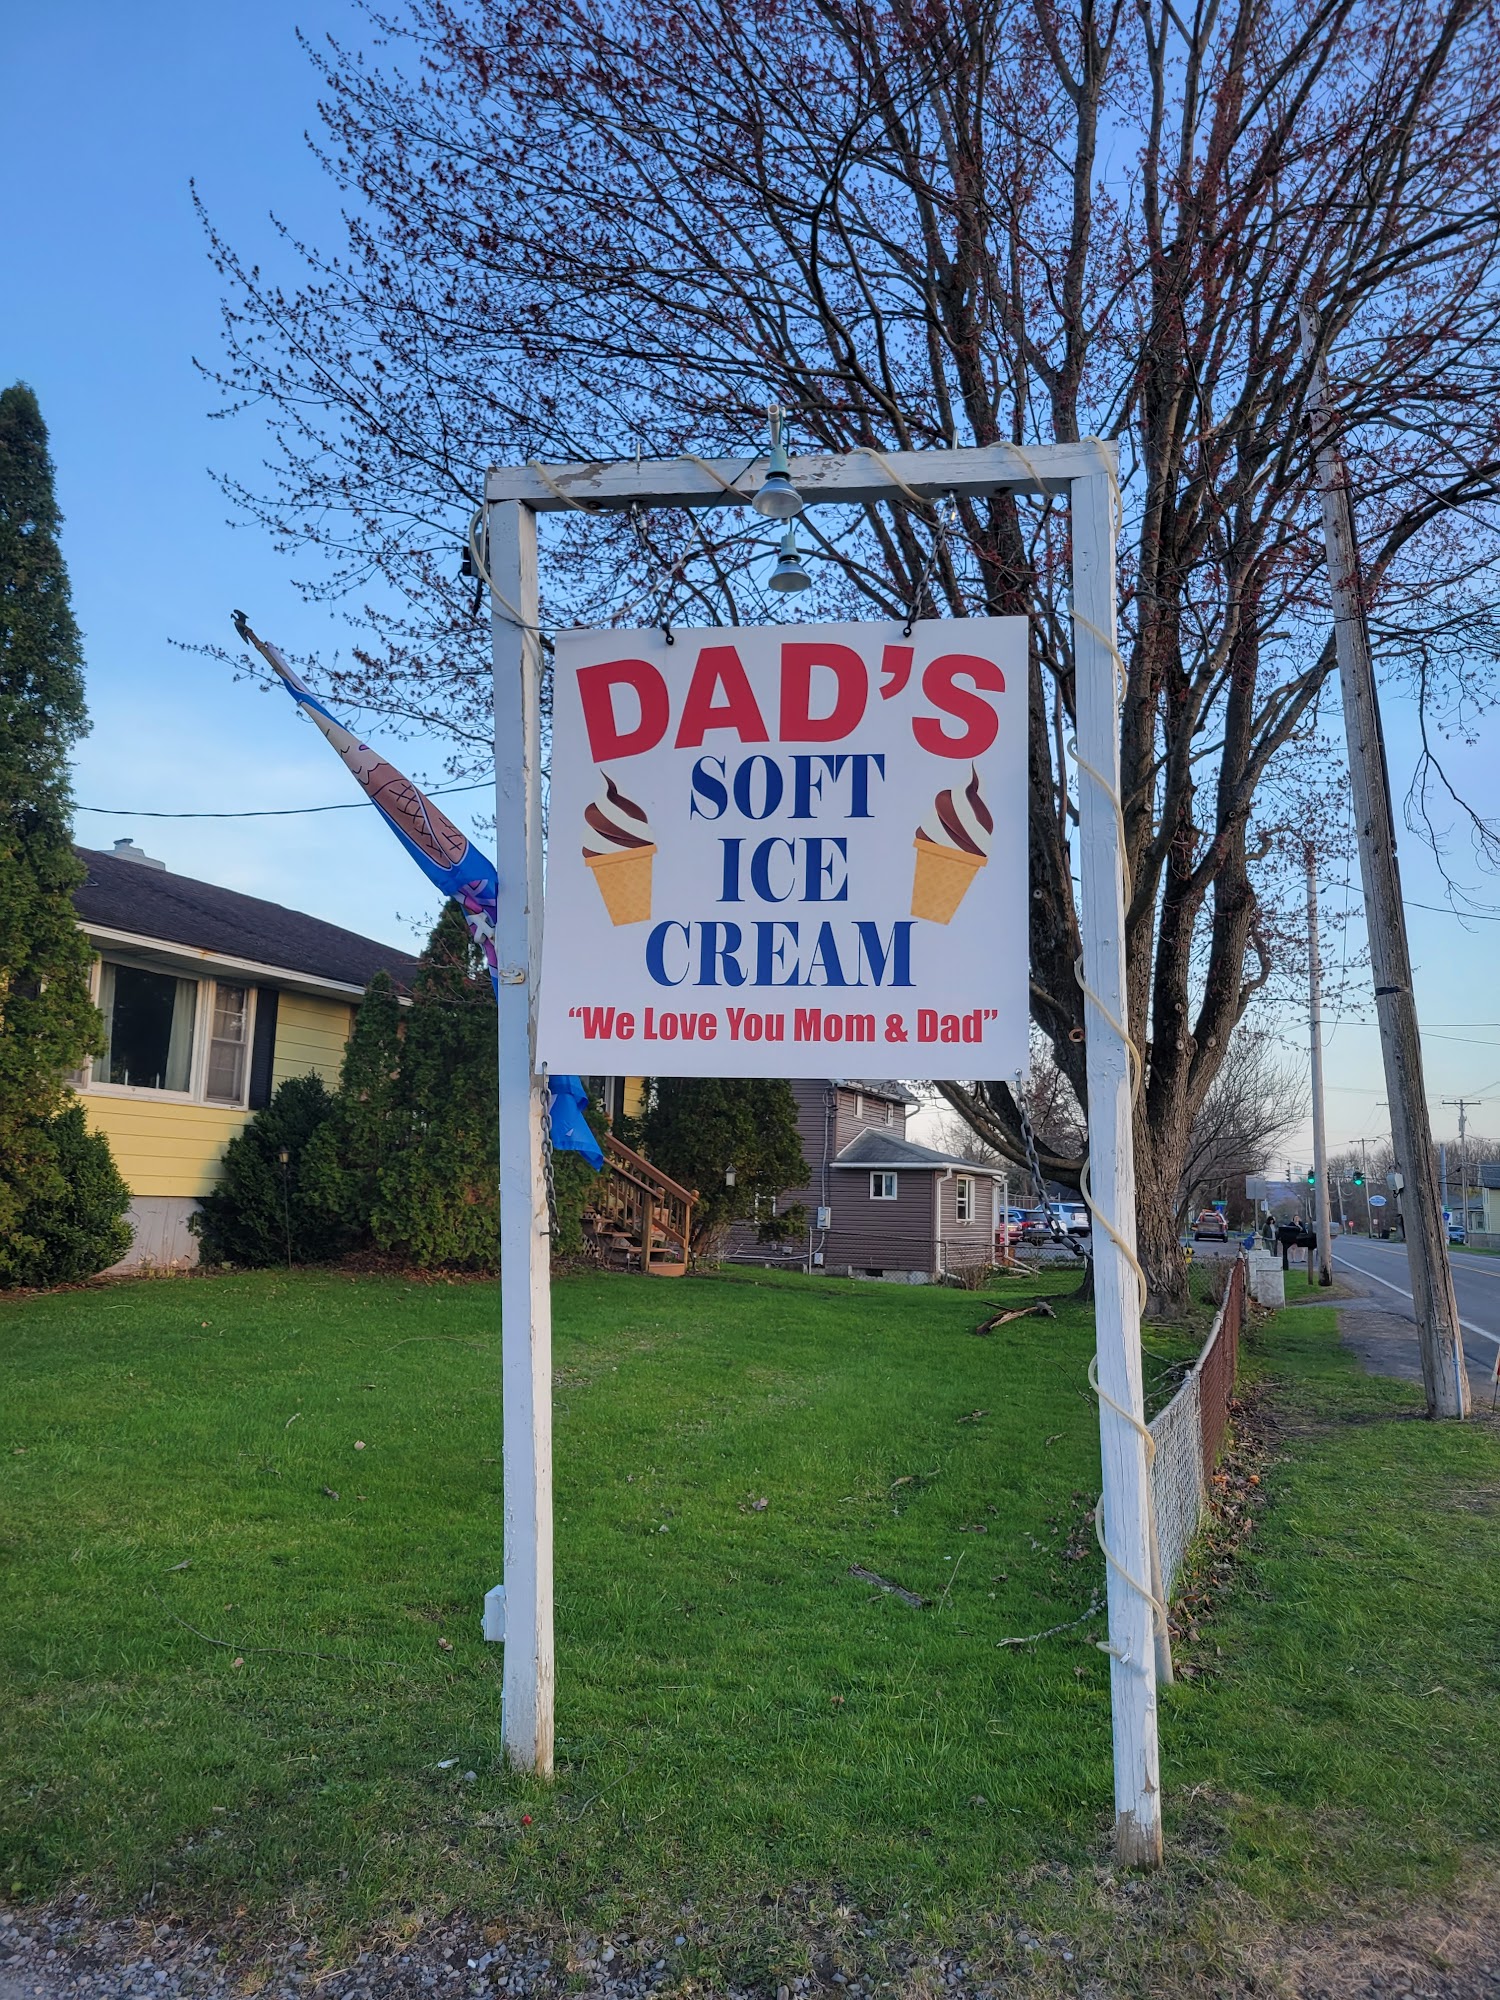 DAD'S
SOFT
ICE
CREAM
“We Love You Mom & Dad”